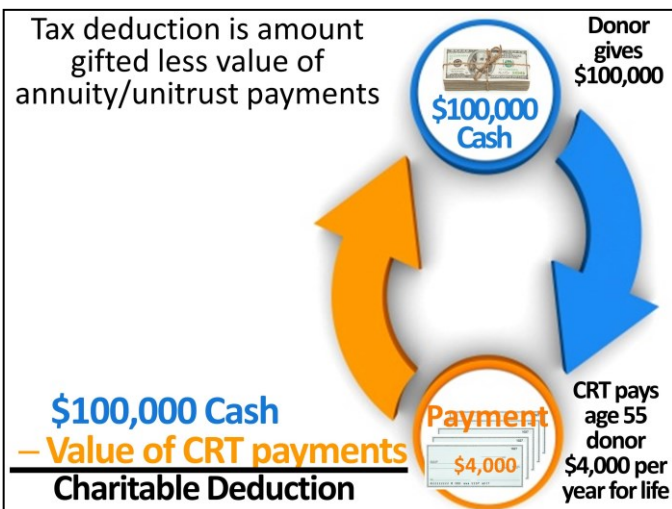 Tax deduction is amount
gifted less value of
annuity/unitrust payments
$100,000
Cash
Donor
gives
$100,000
$100,000 Cash
– Value of CRT payments
Charitable Deduction
Payment
$4,000
CRT pays
age 55
donor
$4,000 per
year for life